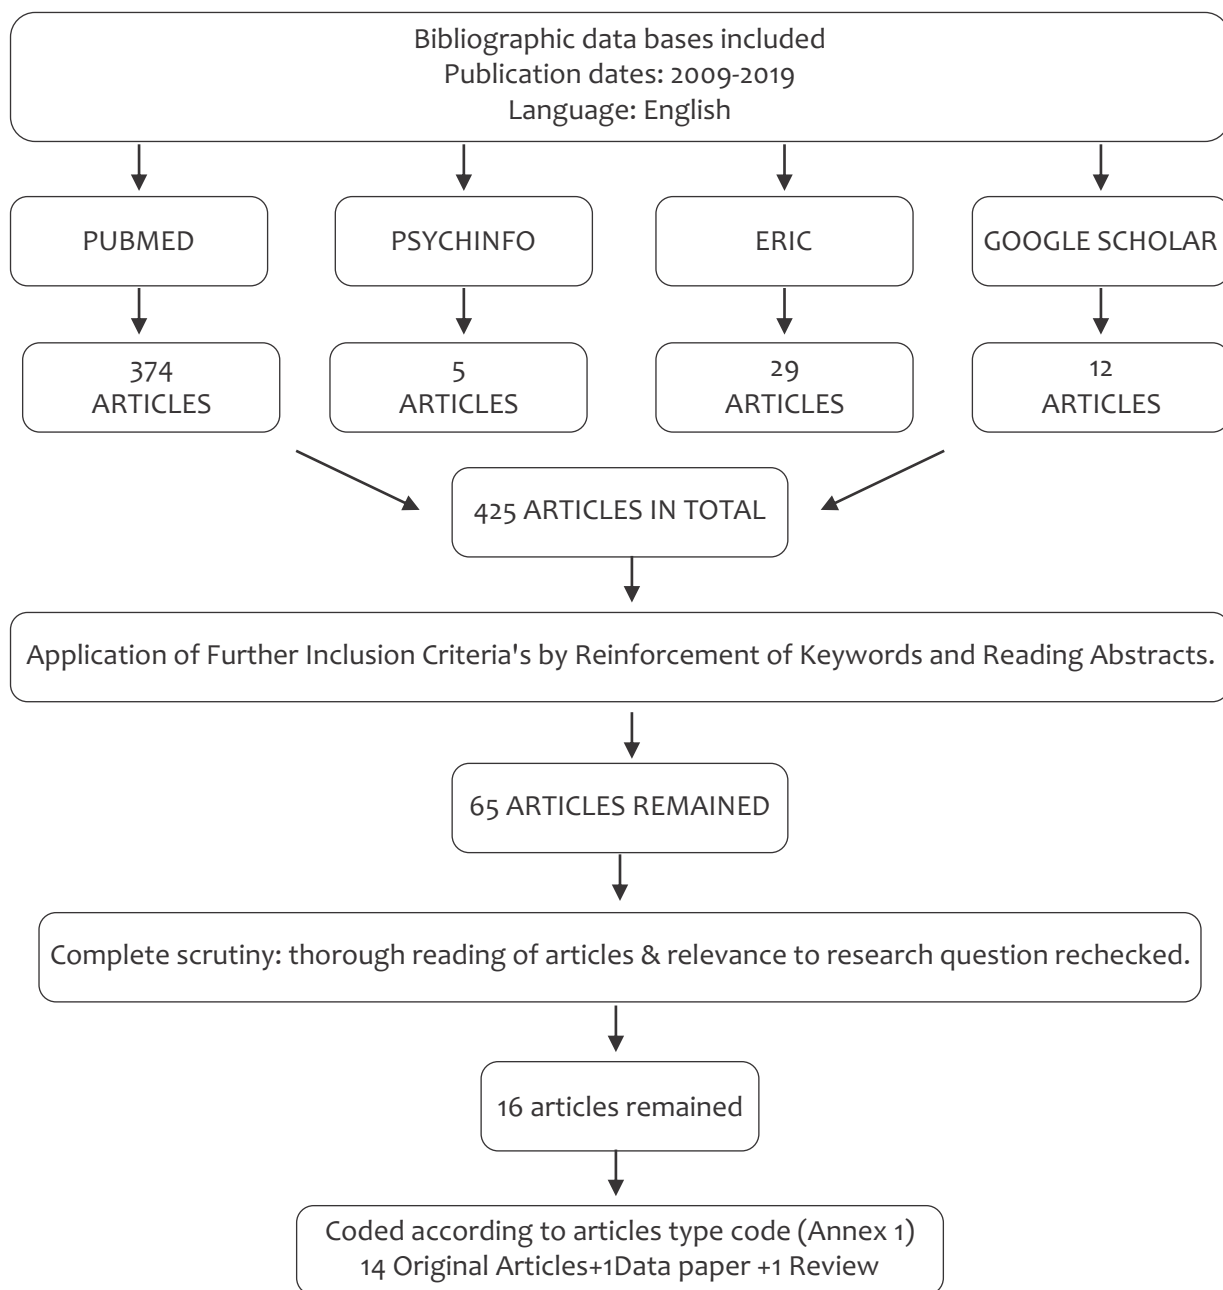 Bibliographic data bases included
Publication dates: 2009-2019
Language: English
PUBMED
PSYCHINFO
ERIC
GOOGLE SCHOLAR
374
ARTICLES
5
ARTICLES
29
ARTICLES
12
ARTICLES
425 ARTICLES IN TOTAL
Application of Further Inclusion Criteria's by Reinforcement of Keywords and Reading Abstracts.
65 ARTICLES REMAINED
Complete scrutiny: thorough reading of articles & relevance to research question rechecked.
16 articles remained
Coded according to articles type code (Annex 1)
14 Original Articles+1Data paper +1 Review